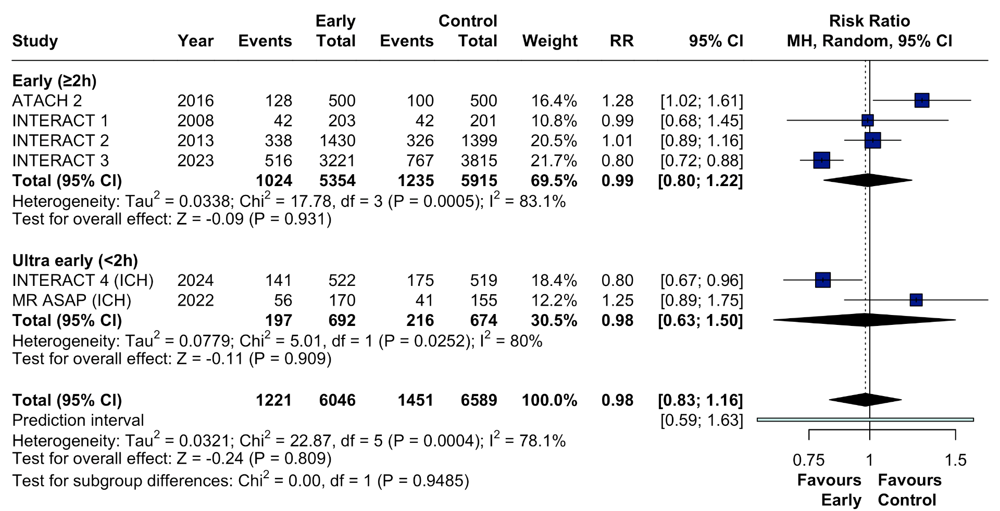 Early Control Risk Ratio
Study Year Events Total Events Total Weight RR 95% CI MH, Random, 95% CI
Early (≥2h)
ATACH 2 2016 128 500 100 500 16.4% 1.28 [1.02; 1.61]
INTERACT 1 2008 42 203 42 201 10.8% 0.99 [0.68; 1.45]
INTERACT 2 2013 338 1430 326 1399 20.5% 1.01 [0.89; 1.16]
INTERACT 3 2023 516 3221 767 3815 21.7% 0.80 [0.72; 0.88]
Total (95% CI) 1024 5354 1235 5915 69.5% 0.99 [0.80; 1.22]
Heterogeneity: Tau² = 0.0338; Chi² = 17.78, df = 3 (P = 0.0005); I² = 83.1%
Test for overall effect: Z = -0.09 (P = 0.931)
Ultra early (<2h)
INTERACT 4 (ICH) 2024 141 522 175 519 18.4% 0.80 [0.67; 0.96]
MR ASAP (ICH) 2022 56 170 41 155 12.2% 1.25 [0.89; 1.75]
Total (95% CI) 197 692 216 674 30.5% 0.98 [0.63; 1.50]
Heterogeneity: Tau² = 0.0779; Chi² = 5.01, df = 1 (P = 0.0252); I² = 80%
Test for overall effect: Z = -0.11 (P = 0.909)
Total (95% CI) 1221 6046 1451 6589 100.0% 0.98 [0.83; 1.16]
Prediction interval [0.59; 1.63]
Heterogeneity: Tau² = 0.0321; Chi² = 22.87, df = 5 (P = 0.0004); I² = 78.1%
Test for overall effect: Z = -0.24 (P = 0.809)
0.75 1 1.5
Test for subgroup differences: Chi² = 0.00, df = 1 (P = 0.9485)
Favours Favours
Early Control